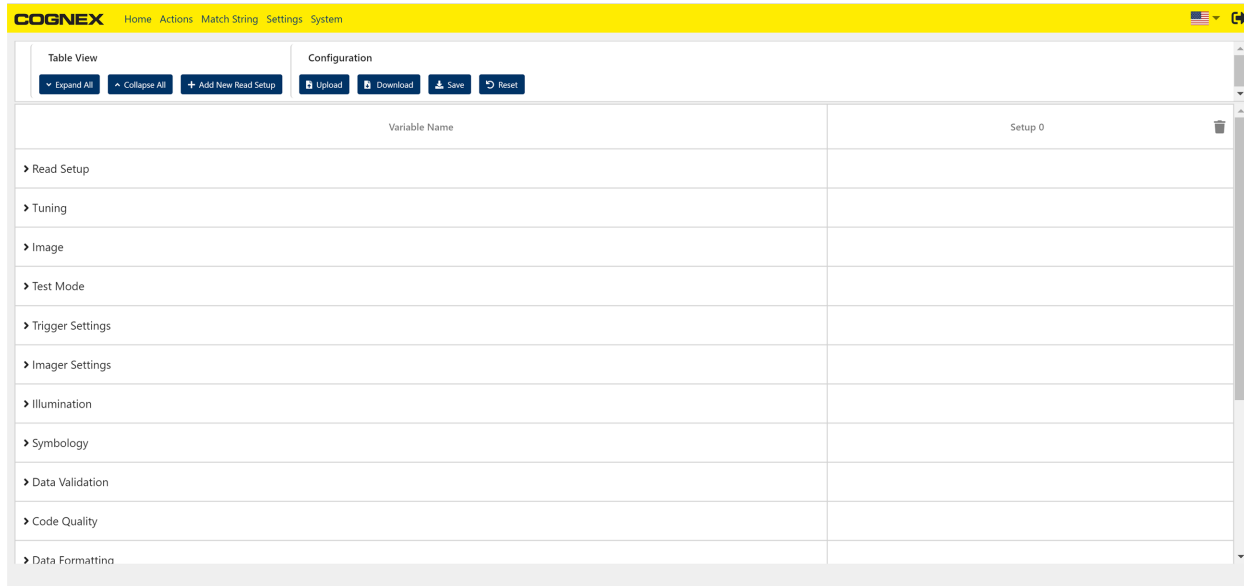 COGNEX Home Actions Match String Settings System
Table View Configuration
Expand All Collapse All Add New Read Setup Upload Download Save Reset
Variable Name Setup 0
Read Setup
Tuning
Image
Test Mode
Trigger Settings
Imager Settings
Illumination
Symbology
Data Validation
Code Quality
Data Formatting